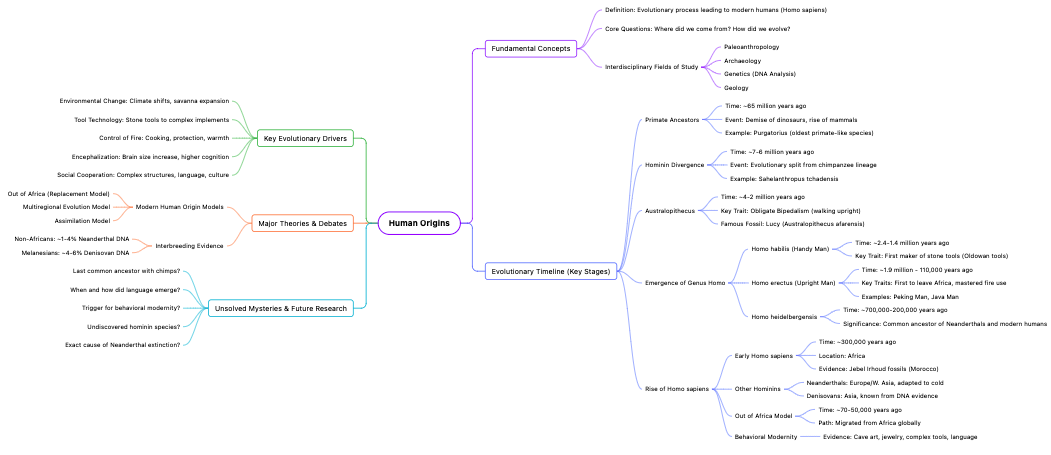 Human Origins
Fundamental Concepts
Definition: Evolutionary process leading to modern humans (Homo sapiens)
Core Questions: Where did we come from? How did we evolve?
Interdisciplinary Fields of Study
Paleoanthropology
Archaeology
Genetics (DNA Analysis)
Geology
Evolutionary Timeline (Key Stages)
Primate Ancestors
Time: ~65 million years ago
Event: Demise of dinosaurs, rise of mammals
Example: Purgatorius (oldest primate-like species)
Hominin Divergence
Time: ~7-6 million years ago
Event: Evolutionary split from chimpanzee lineage
Example: Sahelanthropus tchadensis
Australopithecus
Time: ~4-2 million years ago
Key Trait: Obligate Bipedalism (walking upright)
Famous Fossil: Lucy (Australopithecus afarensis)
Emergence of Genus Homo
Homo habilis (Handy Man)
Time: ~2.4-1.4 million years ago
Key Trait: First maker of stone tools (Oldowan tools)
Homo erectus (Upright Man)
Time: ~1.9 million - 110,000 years ago
Key Traits: First to leave Africa, mastered fire use
Examples: Peking Man, Java Man
Homo heidelbergensis
Time: ~700,000-200,000 years ago
Significance: Common ancestor of Neanderthals and modern humans
Rise of Homo sapiens
Early Homo sapiens
Time: ~300,000 years ago
Location: Africa
Evidence: Jebel Irhoud fossils (Morocco)
Other Hominins
Neanderthals: Europe/W. Asia, adapted to cold
Denisovans: Asia, known from DNA evidence
Out of Africa Model
Time: ~70-50,000 years ago
Path: Migrated from Africa globally
Behavioral Modernity
Evidence: Cave art, jewelry, complex tools, language
Key Evolutionary Drivers
Environmental Change: Climate shifts, savanna expansion
Tool Technology: Stone tools to complex implements
Control of Fire: Cooking, protection, warmth
Encephalization: Brain size increase, higher cognition
Social Cooperation: Complex structures, language, culture
Major Theories & Debates
Modern Human Origin Models
Out of Africa (Replacement Model)
Multiregional Evolution Model
Assimilation Model
Interbreeding Evidence
Non-Africans: ~1-4% Neanderthal DNA
Melanesians: ~4-6% Denisovan DNA
Unsolved Mysteries & Future Research
Last common ancestor with chimps?
When and how did language emerge?
Trigger for behavioral modernity?
Undiscovered hominin species?
Exact cause of Neanderthal extinction?